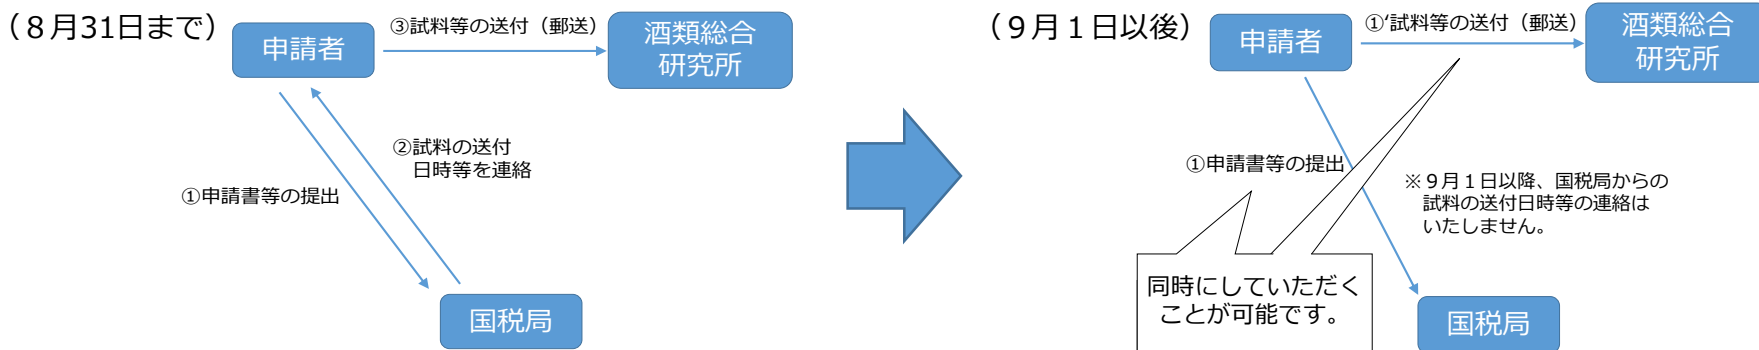 （８月31日まで）
申請者
③試料等の送付（郵送）
酒類総合
研究所
②試料の送付
日時等を連絡
①申請書等の提出
国税局
（９月１日以後）
申請者
①‘試料等の送付（郵送）
酒類総合
研究所
①申請書等の提出
※９月１日以降、国税局からの
試料の送付日時等の連絡は
いたしません。
同時にしていただく
ことが可能です。
国税局